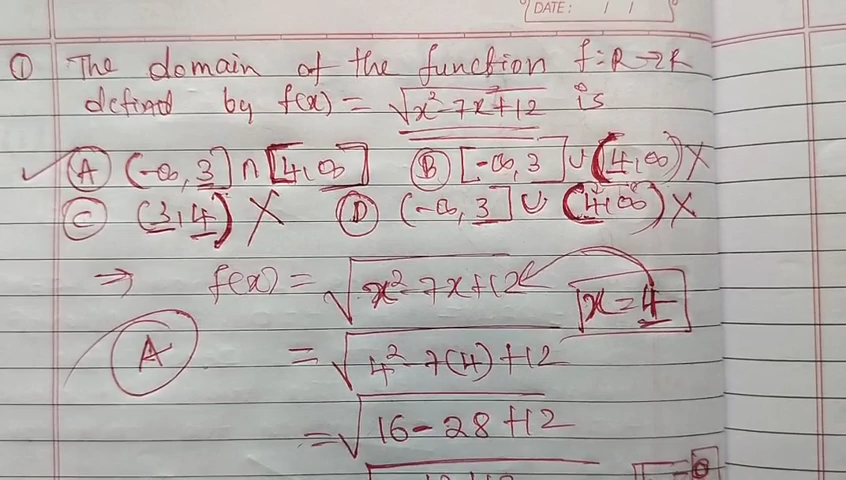 DATE: / /
① The domain of the function f:R→R
defined by f(x) = √x²-7x+12 is
Ⓐ (-∞, 3] ∩ [4, ∞] Ⓑ [-∞, 3] ∪ (4, ∞) X
Ⓒ (3, 4) X Ⓓ (-∞, 3] ∪ (4, ∞) X
⇒ f(x) = √x²-7x+12 x = 4
A = √4²-7(4)+12
= √16-28+12